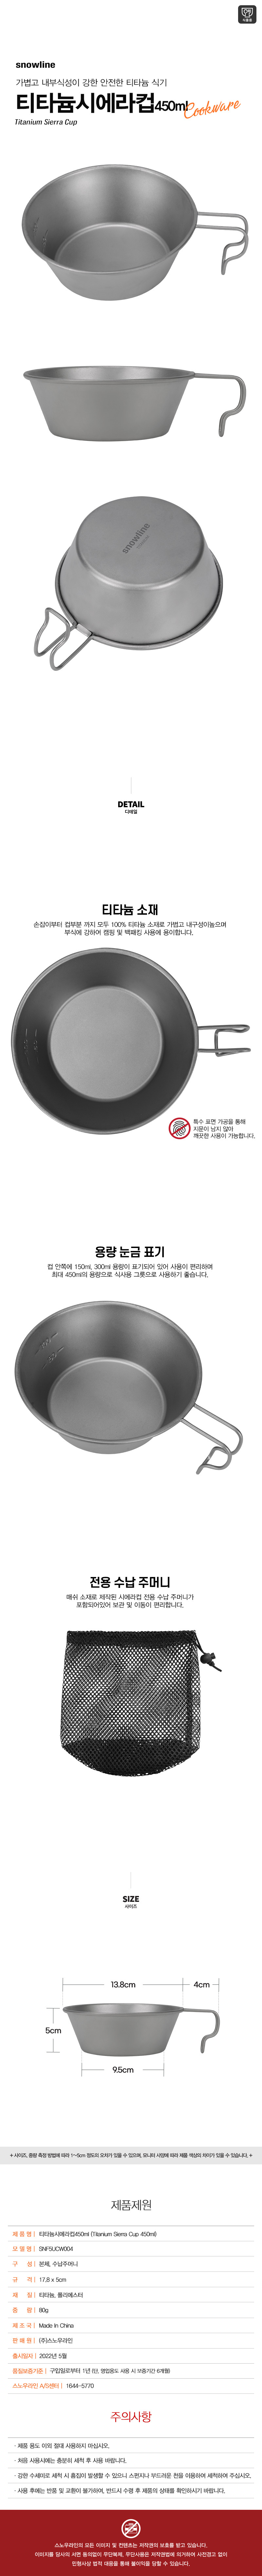 식품용
snowline
가볍고 내부식성이 강한 안전한 티타늄 식기
티타늄시에라컵450ml Cookware
Titanium Sierra Cup
snowline
DETAIL
디테일
티타늄 소재
손잡이부터 컵부분 까지 모두 100% 티타늄 소재로 가볍고 내구성이높으며
부식에 강하여 캠핑 및 백패킹 사용에 용이합니다.
특수 표면 가공을 통해
지문이 남지 않아
깨끗한 사용이 가능합니다.
용량 눈금 표기
컵 안쪽에 150ml, 300ml 용량이 표기되어 있어 사용이 편리하며
최대 450ml의 용량으로 식사용 그릇으로 사용하기 좋습니다.
전용 수납 주머니
매쉬 소재로 제작된 시에라컵 전용 수납 주머니가
포함되어있어 보관 및 이동이 편리합니다.
SIZE
사이즈
13.8cm
4cm
5cm
9.5cm
+ 사이즈, 중량 측정 방법에 따라 1~5cm 정도의 오차가 있을 수 있으며, 모니터 사양에 따라 제품 색상의 차이가 있을 수 있습니다. +
제품제원
제 품 명 | 티타늄시에라컵450ml (Titanium Sierra Cup 450ml)
모 델 명 | SNF5UCW004
구 성 | 본체, 수납주머니
규 격 | 17.8 x 5cm
재 질 | 티타늄, 폴리에스터
중 량 | 80g
제 조 국 | Made in China
판 매 원 | (주)스노우라인
출시일자 | 2022년 5월
품질보증기준 | 구입일로부터 1년 (단, 영업용도 사용 시 보증기간 6개월)
스노우라인 A/S센터 | 1644-5770
주의사항
· 제품 용도 이외 절대 사용하지 마십시오.
· 처음 사용시에는 충분히 세척 후 사용 바랍니다.
· 강한 수세미로 세척 시 흠집이 발생할 수 있으니 스펀지나 부드러운 천을 이용하여 세척하여 주십시오.
· 사용 후에는 반품 및 교환이 불가하며, 반드시 수령 후 제품의 상태를 확인하시기 바랍니다.
스노우라인의 모든 이미지 및 컨텐츠는 저작권의 보호를 받고 있습니다.
이미지를 당사의 서면 동의없이 무단복제, 무단사용은 저작권법에 의거하여 사전경고 없이
민형사상 법적 대응을 통해 불이익을 당할 수 있습니다.